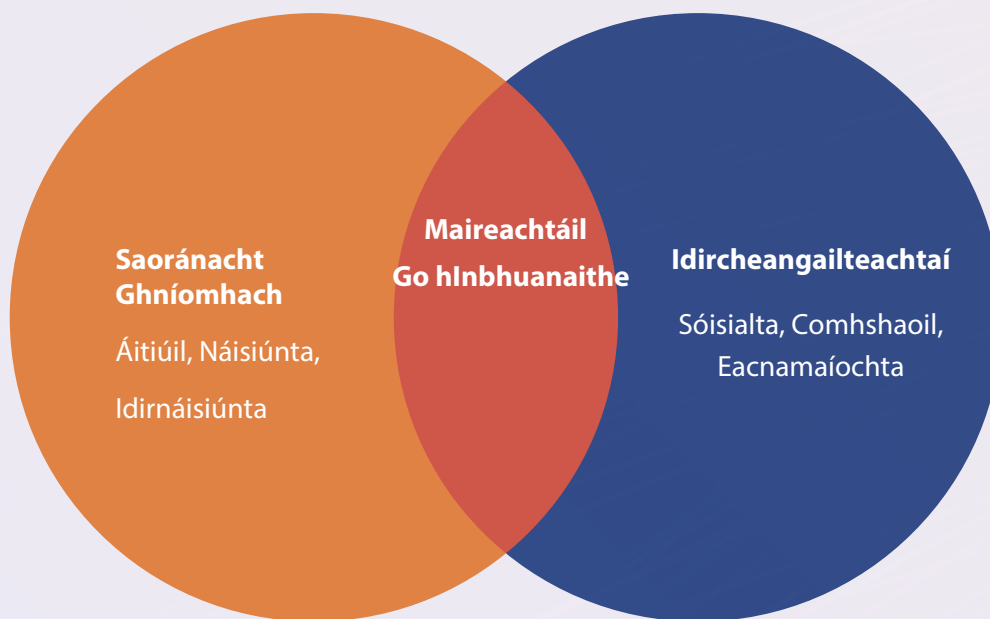 Saoránacht
Ghníomhach
Áitiúil, Náisiúnta,
Idirnáisiúnta
Maireachtáil
Go hInbhuanaithe
Idircheangailteachtaí
Sóisialta, Comhshaoil,
Eacnamaíochta